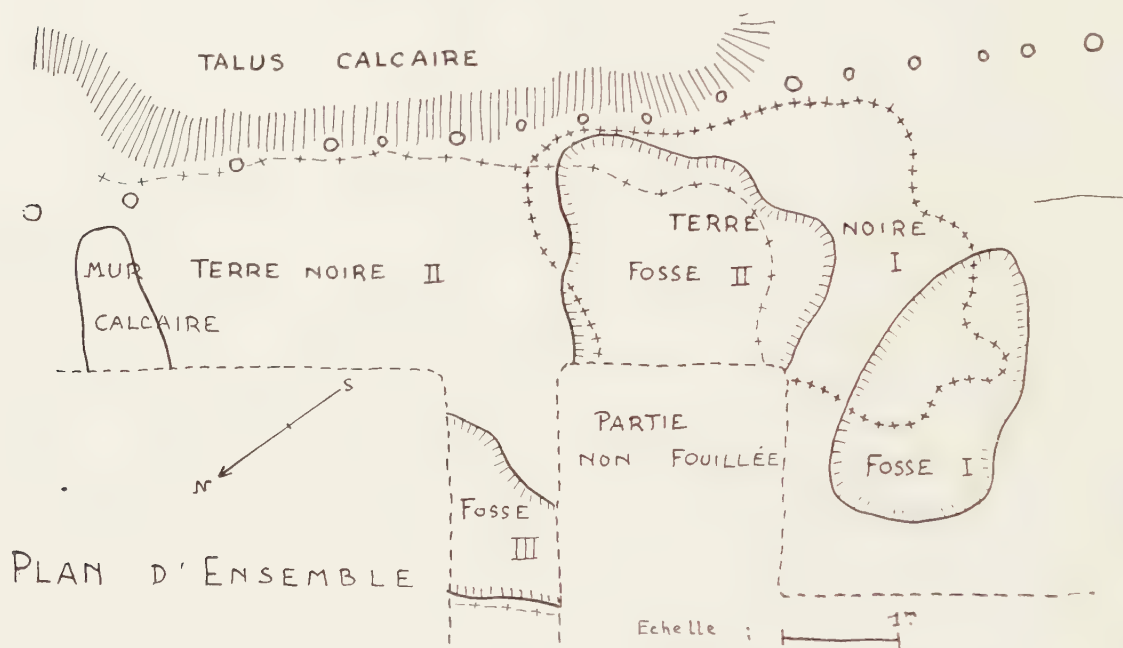 TALUS CALCAIRE
TERRE NOIRE I
MUR CALCAIRE
TERRE NOIRE II
FOSSE II
S
N
PARTIE
NON FOUILLÉE
FOSSE I
FOSSE
III
PLAN D'ENSEMBLE
Echelle : 1m